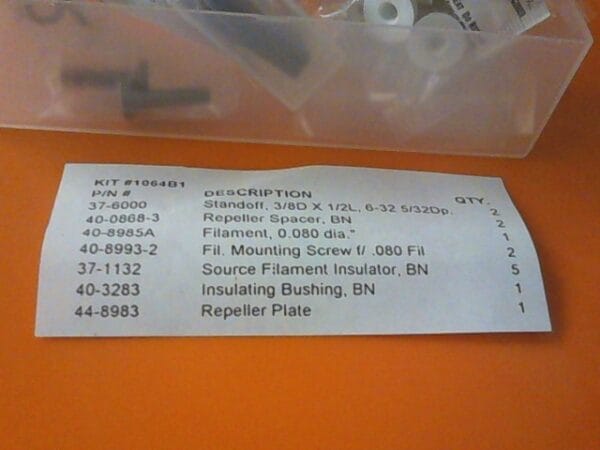 KIT #1064B1
P/N # DESCRIPTION QTY.
37-6000 Standoff, 3/8D X 1/2L, 6-32 5/32Dp. 2
40-0868-3 Repeller Spacer, BN 2
40-8985A Filament, 0.080 dia." 1
40-8993-2 Fil. Mounting Screw f/ .080 Fil 2
37-1132 Source Filament Insulator, BN 5
40-3283 Insulating Bushing, BN 1
44-8983 Repeller Plate 1